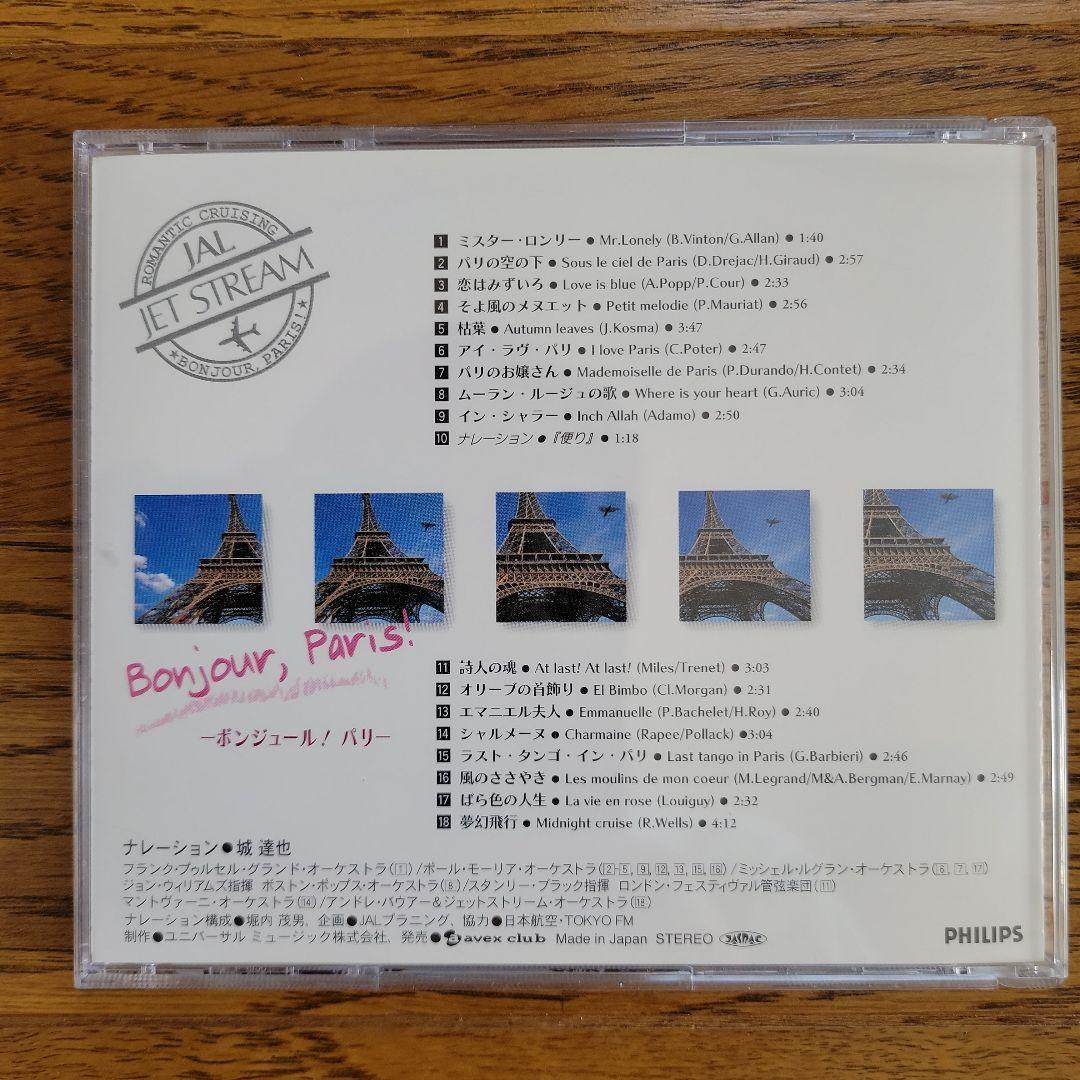 ROMANTIC CRUISING
JAL
JET STREAM
★BONJOUR, PARIS!★
1 ミスター・ロンリー ● Mr.Lonely (B.Vinton/G.Allan) ● 1:40
2 パリの空の下 ● Sous le ciel de Paris (D.Drejac/H.Giraud) ● 2:57
3 恋はみずいろ ● Love is blue (A.Popp/P.Cour) ● 2:33
4 そよ風のメヌエット ● Petit melodie (P.Mauriat) ● 2:56
5 枯葉 ● Autumn leaves (J.Kosma) ● 3:47
6 アイ・ラヴ・パリ ● I love Paris (C.Poter) ● 2:47
7 パリのお嬢さん ● Mademoiselle de Paris (P.Durando/H.Contet) ● 2:34
8 ムーラン・ルージュの歌 ● Where is your heart (G.Auric) ● 3:04
9 イン・シャラー ● Inch Allah (Adamo) ● 2:50
10 ナレーション ● 『便り』 ● 1:18
Bonjour, Paris!
―ボンジュール! パリ―
11 詩人の魂 ● At last! At last! (Miles/Trenet) ● 3:03
12 オリーブの首飾り ● El Bimbo (Cl.Morgan) ● 2:31
13 エマニエル夫人 ● Emmanuelle (P.Bachelet/H.Roy) ● 2:40
14 シャルメーヌ ● Charmaine (Rapee/Pollack) ●3:04
15 ラスト・タンゴ・イン・パリ ● Last tango in Paris (G.Barbieri) ● 2:46
16 風のささやき ● Les moulins de mon coeur (M.Legrand/M&A.Bergman/E.Marnay) ● 2:49
17 ばら色の人生 ● La vie en rose (Louiguy) ● 2:32
18 夢幻飛行 ● Midnight cruise (R.Wells) ● 4:12
ナレーション●城 達也
フランク・プゥルセル・グランド・オーケストラ(1)/ポール・モーリア・オーケストラ(2-5, 9, 12, 13, 15, 16)/ミッシェル・ルグラン・オーケストラ(6, 7, 17)
ジョン・ウィリアムズ指揮 ボストン・ポップス・オーケストラ(8)/スタンリー・ブラック指揮 ロンドン・フェスティヴァル管弦楽団(11)
マントヴァーニ・オーケストラ(14)/アンドレ・バウアー&ジェットストリーム・オーケストラ(18)
ナレーション構成●堀内 茂男、企画●JALプラニング、協力●日本航空・TOKYO FM
制作●ユニバーサル ミュージック株式会社、発売●avex club Made in Japan STEREO JASRAC
PHILIPS